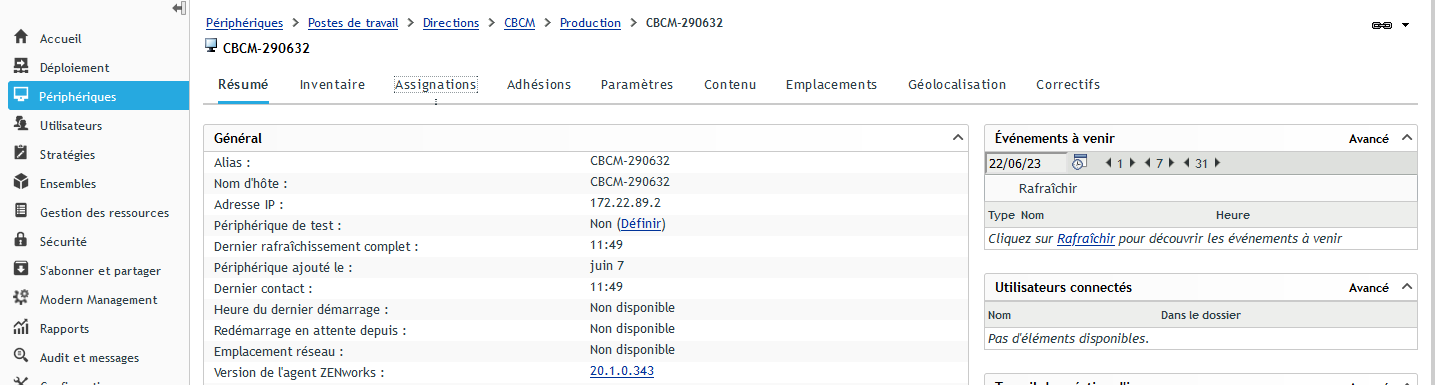 Accueil
Déploiement
Périphériques
Utilisateurs
Stratégies
Ensembles
Gestion des ressources
Sécurité
S'abonner et partager
Modern Management
Rapports
Audit et messages
Périphériques > Postes de travail > Directions > CBCM > Production > CBCM-290632
CBCM-290632
Résumé Inventaire Assignations Adhésions Paramètres Contenu Emplacements Géolocalisation Correctifs
Général
Alias : CBCM-290632
Nom d'hôte : CBCM-290632
Adresse IP : 172.22.89.2
Périphérique de test : Non (Définir)
Dernier rafraîchissement complet : 11:49
Périphérique ajouté le : juin 7
Dernier contact : 11:49
Heure du dernier démarrage : Non disponible
Redémarrage en attente depuis : Non disponible
Emplacement réseau : Non disponible
Version de l'agent ZENworks : 20.1.0.343
Événements à venir Avancé
22/06/23 1 7 31
Rafraîchir
Type Nom Heure
Cliquez sur Rafraîchir pour découvrir les événements à venir
Utilisateurs connectés Avancé
Nom Dans le dossier
Pas d'éléments disponibles.